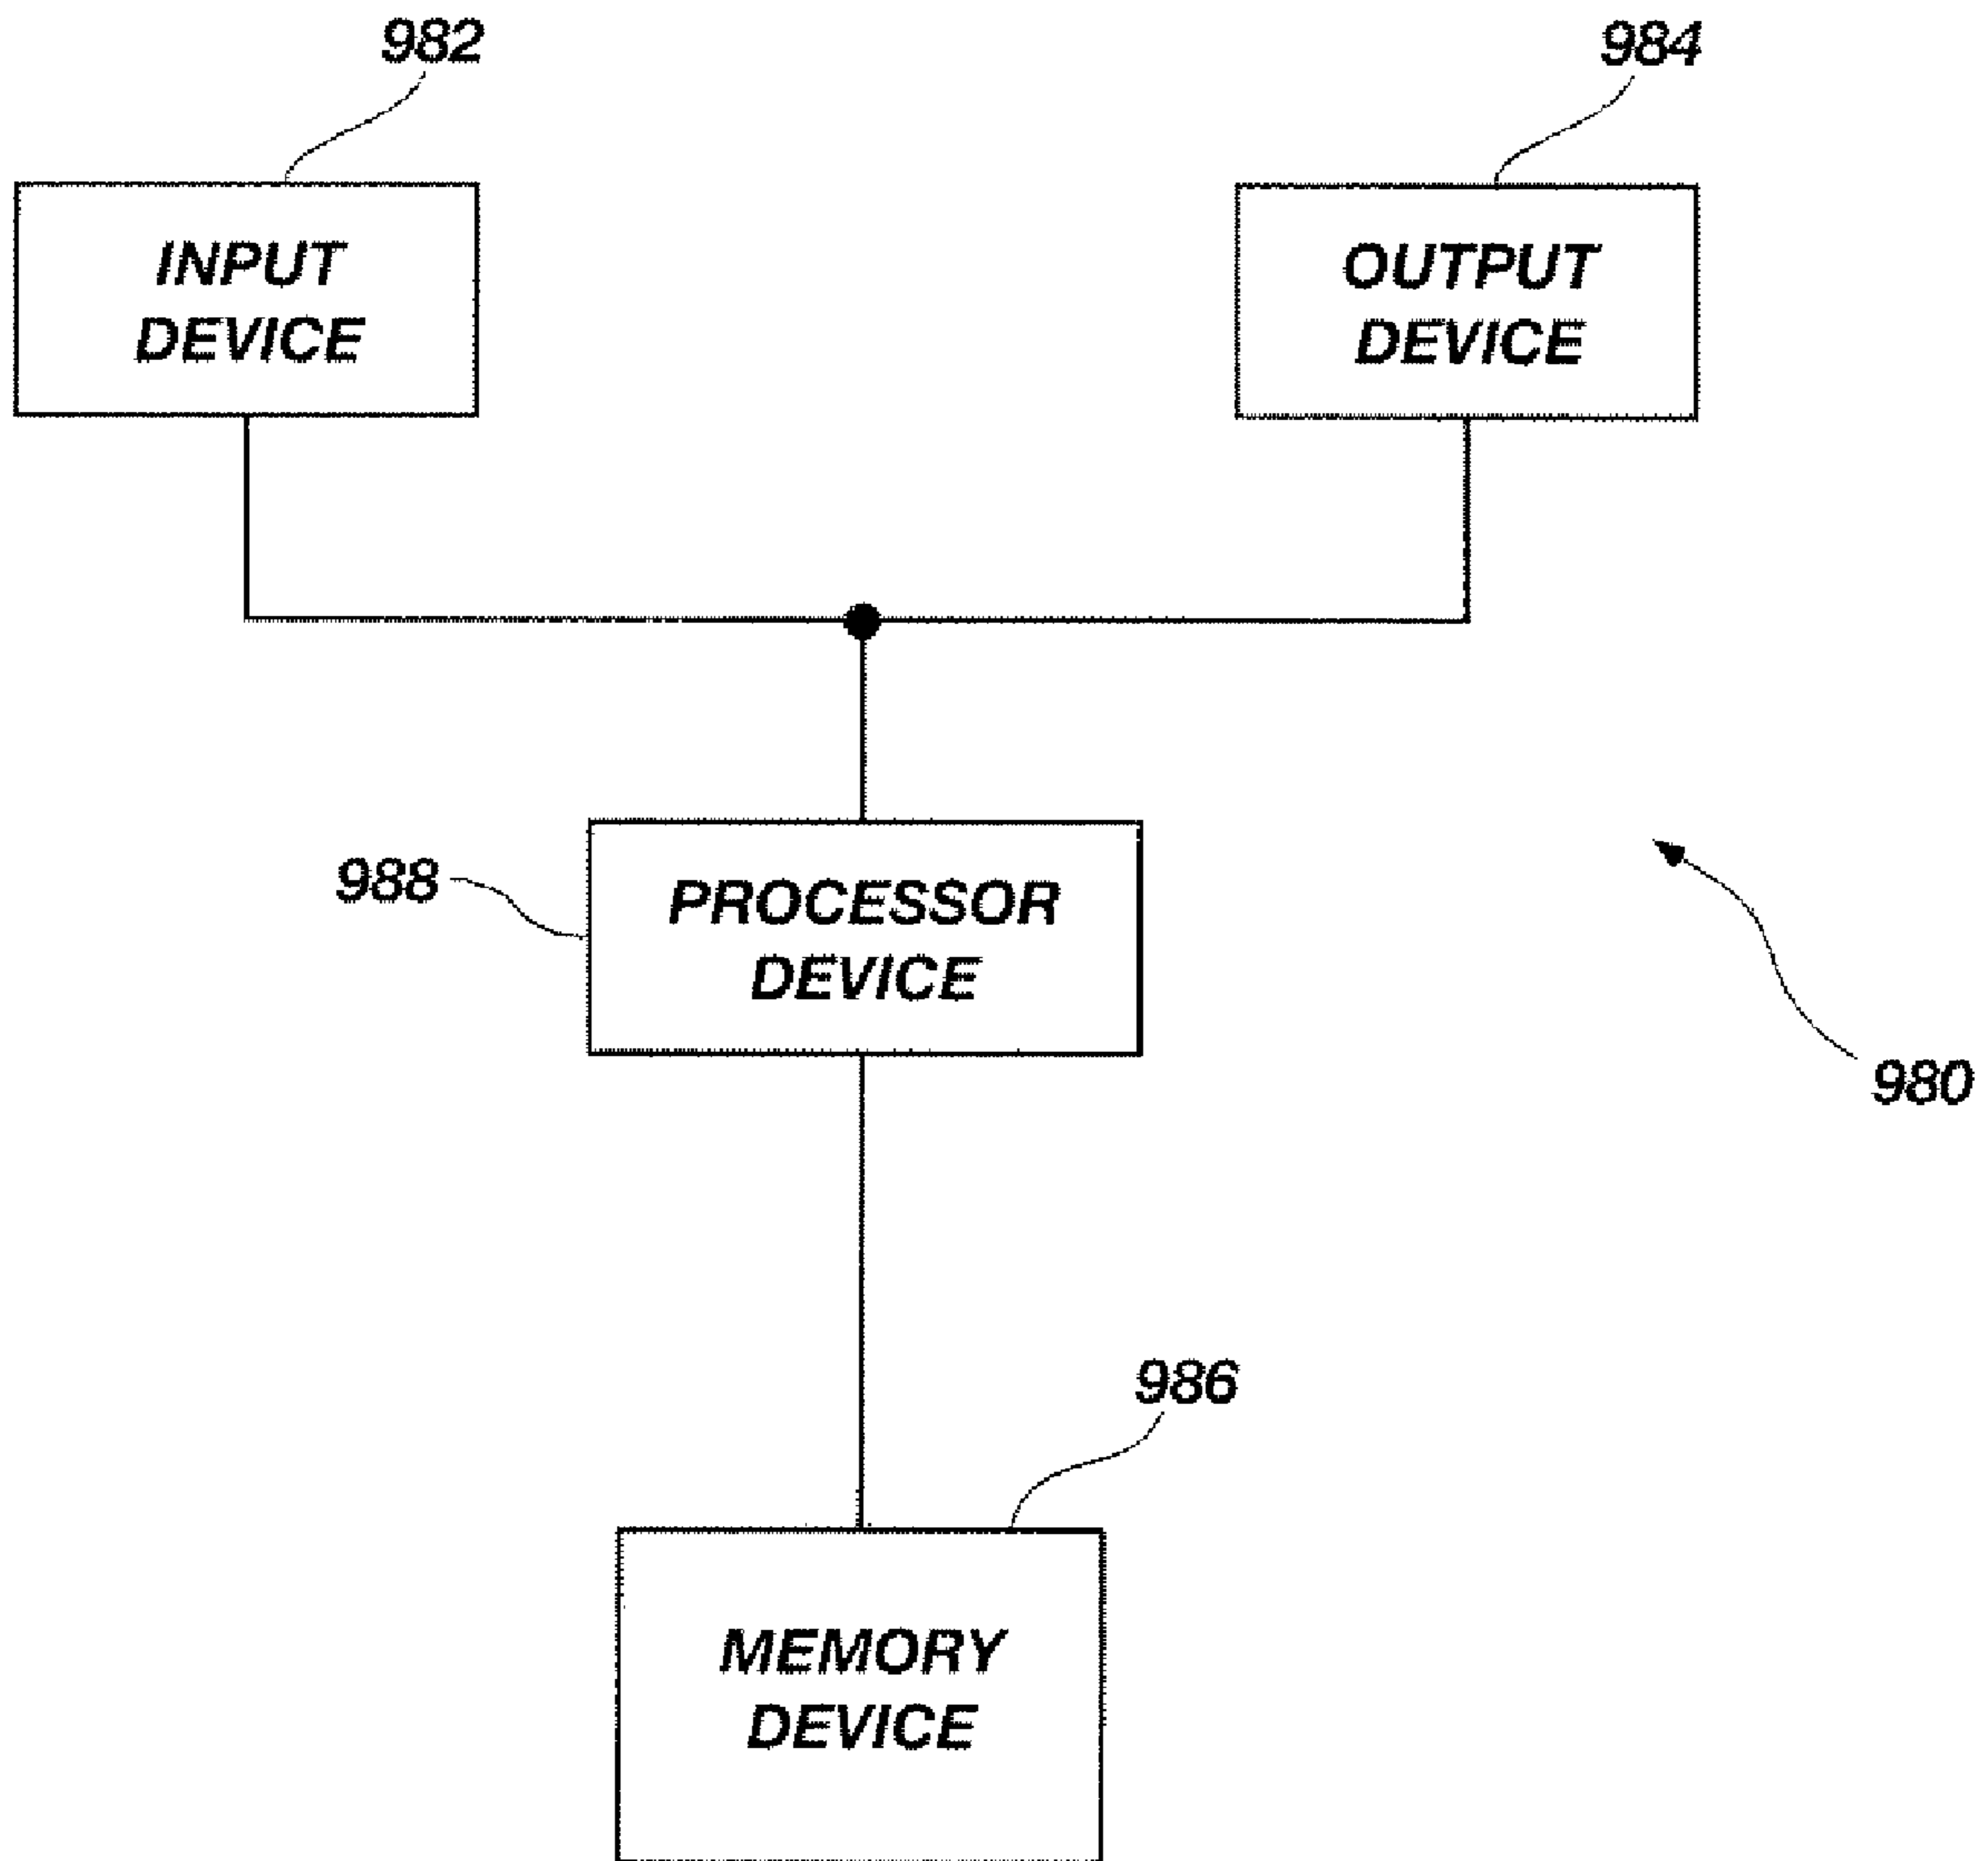 982
984
INPUT
DEVICE
OUTPUT
DEVICE
988
PROCESSOR
DEVICE
980
986
MEMORY
DEVICE